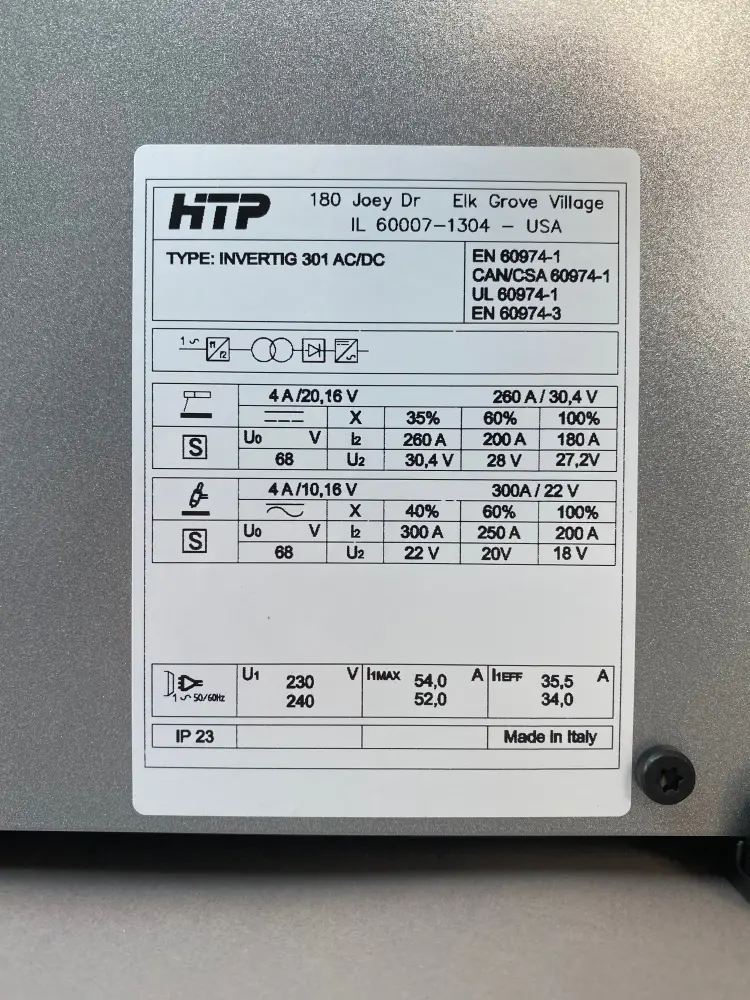 HTP
180 Joey Dr Elk Grove Village
IL 60007-1304 - USA
TYPE: INVERTIG 301 AC/DC
EN 60974-1
CAN/CSA 60974-1
UL 60974-1
EN 60974-3
1 f1 f2
4 A/20,16 V 260 A / 30,4 V
X 35% 60% 100%
S U0 V I2 260 A 200 A 180 A
68 U2 30,4 V 28 V 27,2V
4 A/10,16 V 300A / 22 V
X 40% 60% 100%
S U0 V I2 300 A 250 A 200 A
68 U2 22 V 20V 18 V
U1 230 V I1MAX 54,0 A I1EFF 35,5 A
1 50/60Hz 240 52,0 34,0
IP 23 Made in Italy